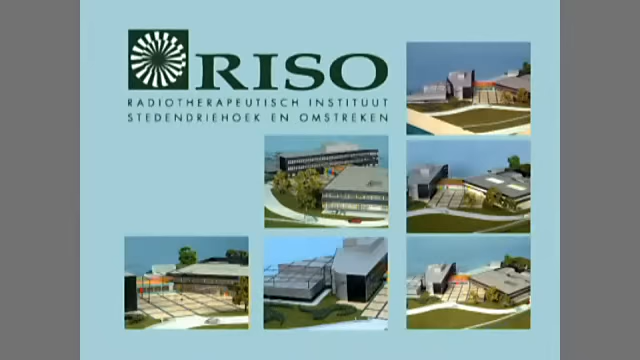 RISO
RADIOTHERAPEUTISCH INSTITUUT
STEDENDRIEHOEK EN OMSTREKEN